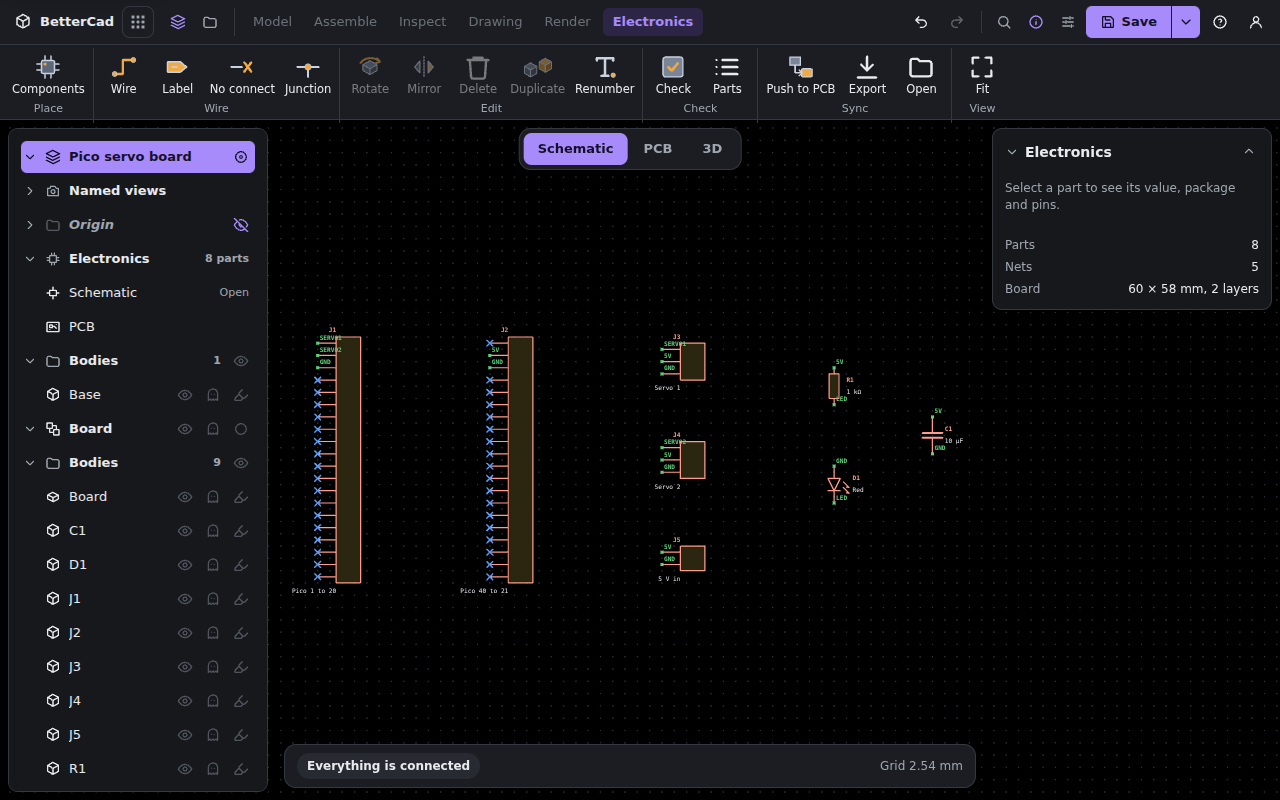 BetterCad
Model Assemble Inspect Drawing Render Electronics
Save
Components Wire Label No connect Junction Rotate Mirror Delete Duplicate Renumber Check Parts Push to PCB Export Open Fit
Place Wire Edit Check Sync View
Pico servo board
Named views
Origin
Electronics 8 parts
Schematic Open
PCB
Bodies 1
Base
Board
Bodies 9
Board
C1
D1
J1
J2
J3
J4
J5
R1
Schematic PCB 3D
Electronics
Select a part to see its value, package
and pins.
Parts 8
Nets 5
Board 60 × 58 mm, 2 layers
J1
SERVO1
SERVO2
GND
Pico 1 to 20
J2
5V
GND
Pico 40 to 21
J3
SERVO1
5V
GND
Servo 1
J4
SERVO2
5V
GND
Servo 2
J5
5V
GND
5 V in
5V
R1
1 kΩ
LED
GND
D1
Red
LED
5V
C1
10 µF
GND
Everything is connected
Grid 2.54 mm